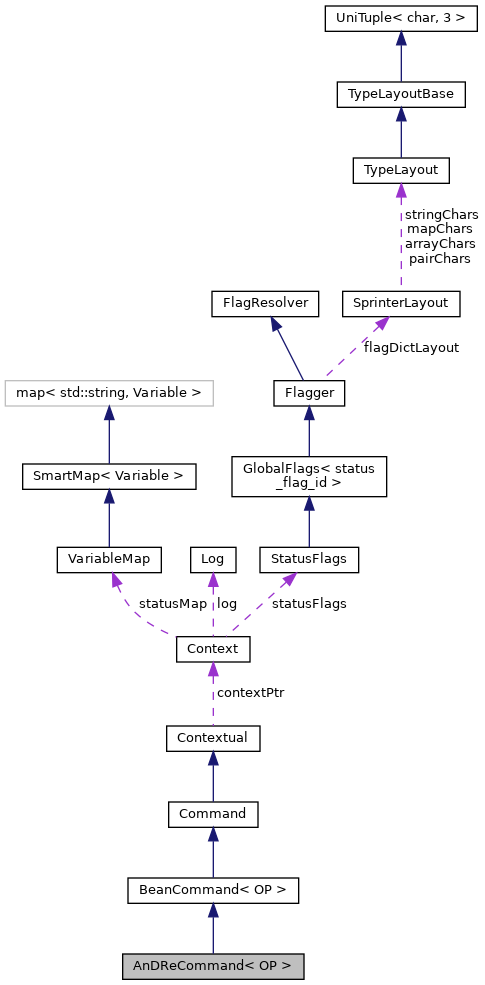 UniTuple< char, 3 >
TypeLayoutBase
TypeLayout
stringChars
mapChars
arrayChars
pairChars
FlagResolver
SprinterLayout
flagDictLayout
map< std::string, Variable >
Flagger
SmartMap< Variable >
GlobalFlags< status
_flag_id >
VariableMap
Log
StatusFlags
statusMap
log
statusFlags
Context
contextPtr
Contextual
Command
BeanCommand< OP >
AnDReCommand< OP >